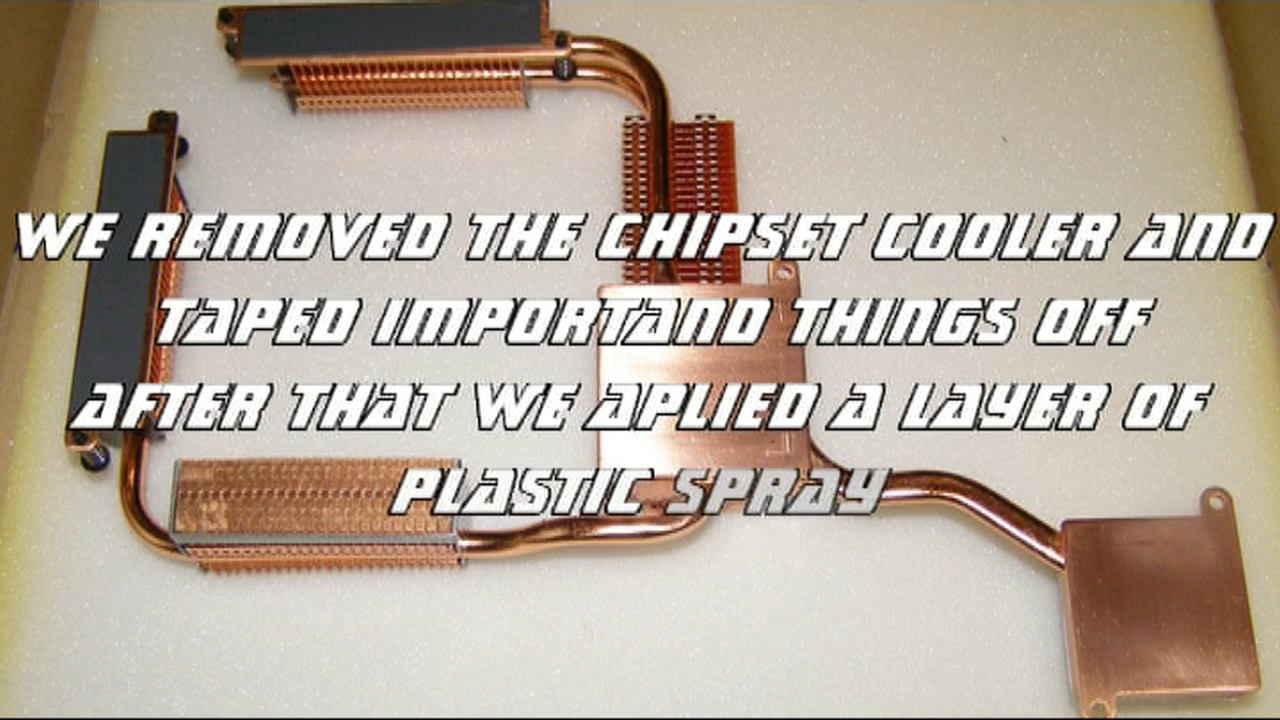 WE REMOVED THE CHIPSET COOLER AND
TAPED IMPORTAND THINGS OFF
AFTER THAT WE APLIED A LAYER OF
PLASTIC SPRAY